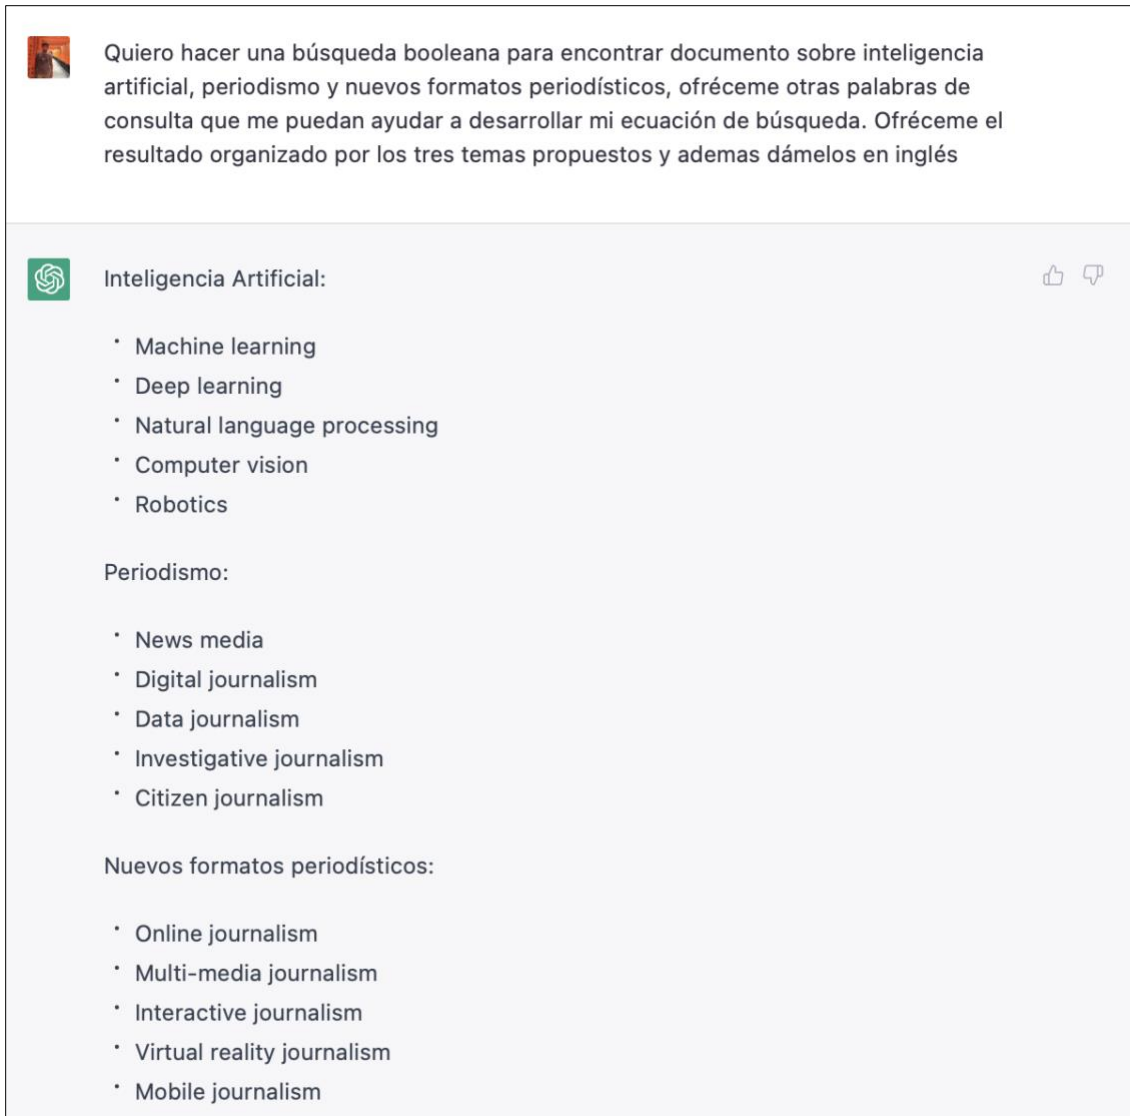 Quiero hacer una búsqueda booleana para encontrar documento sobre inteligencia
artificial, periodismo y nuevos formatos periodísticos, ofréceme otras palabras de
consulta que me puedan ayudar a desarrollar mi ecuación de búsqueda. Ofréceme el
resultado organizado por los tres temas propuestos y ademas dámelos en inglés
Inteligencia Artificial:
· Machine learning
· Deep learning
· Natural language processing
· Computer vision
· Robotics
Periodismo:
· News media
· Digital journalism
· Data journalism
· Investigative journalism
· Citizen journalism
Nuevos formatos periodísticos:
· Online journalism
· Multi-media journalism
· Interactive journalism
· Virtual reality journalism
· Mobile journalism